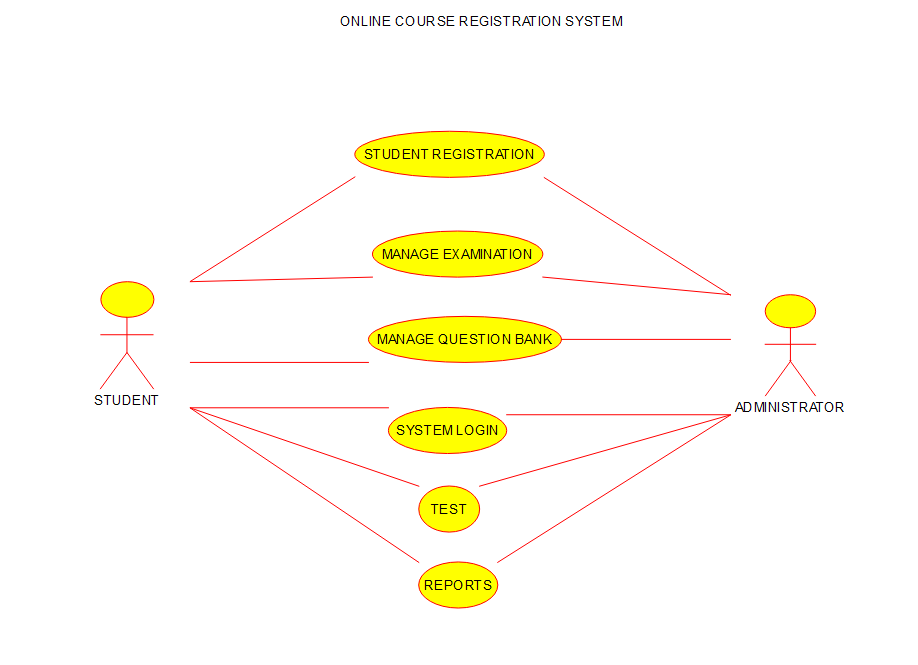 ONLINE COURSE REGISTRATION SYSTEM
STUDENT REGISTRATION
MANAGE EXAMINATION
MANAGE QUESTION BANK
STUDENT
ADMINISTRATOR
SYSTEM LOGIN
TEST
REPORTS